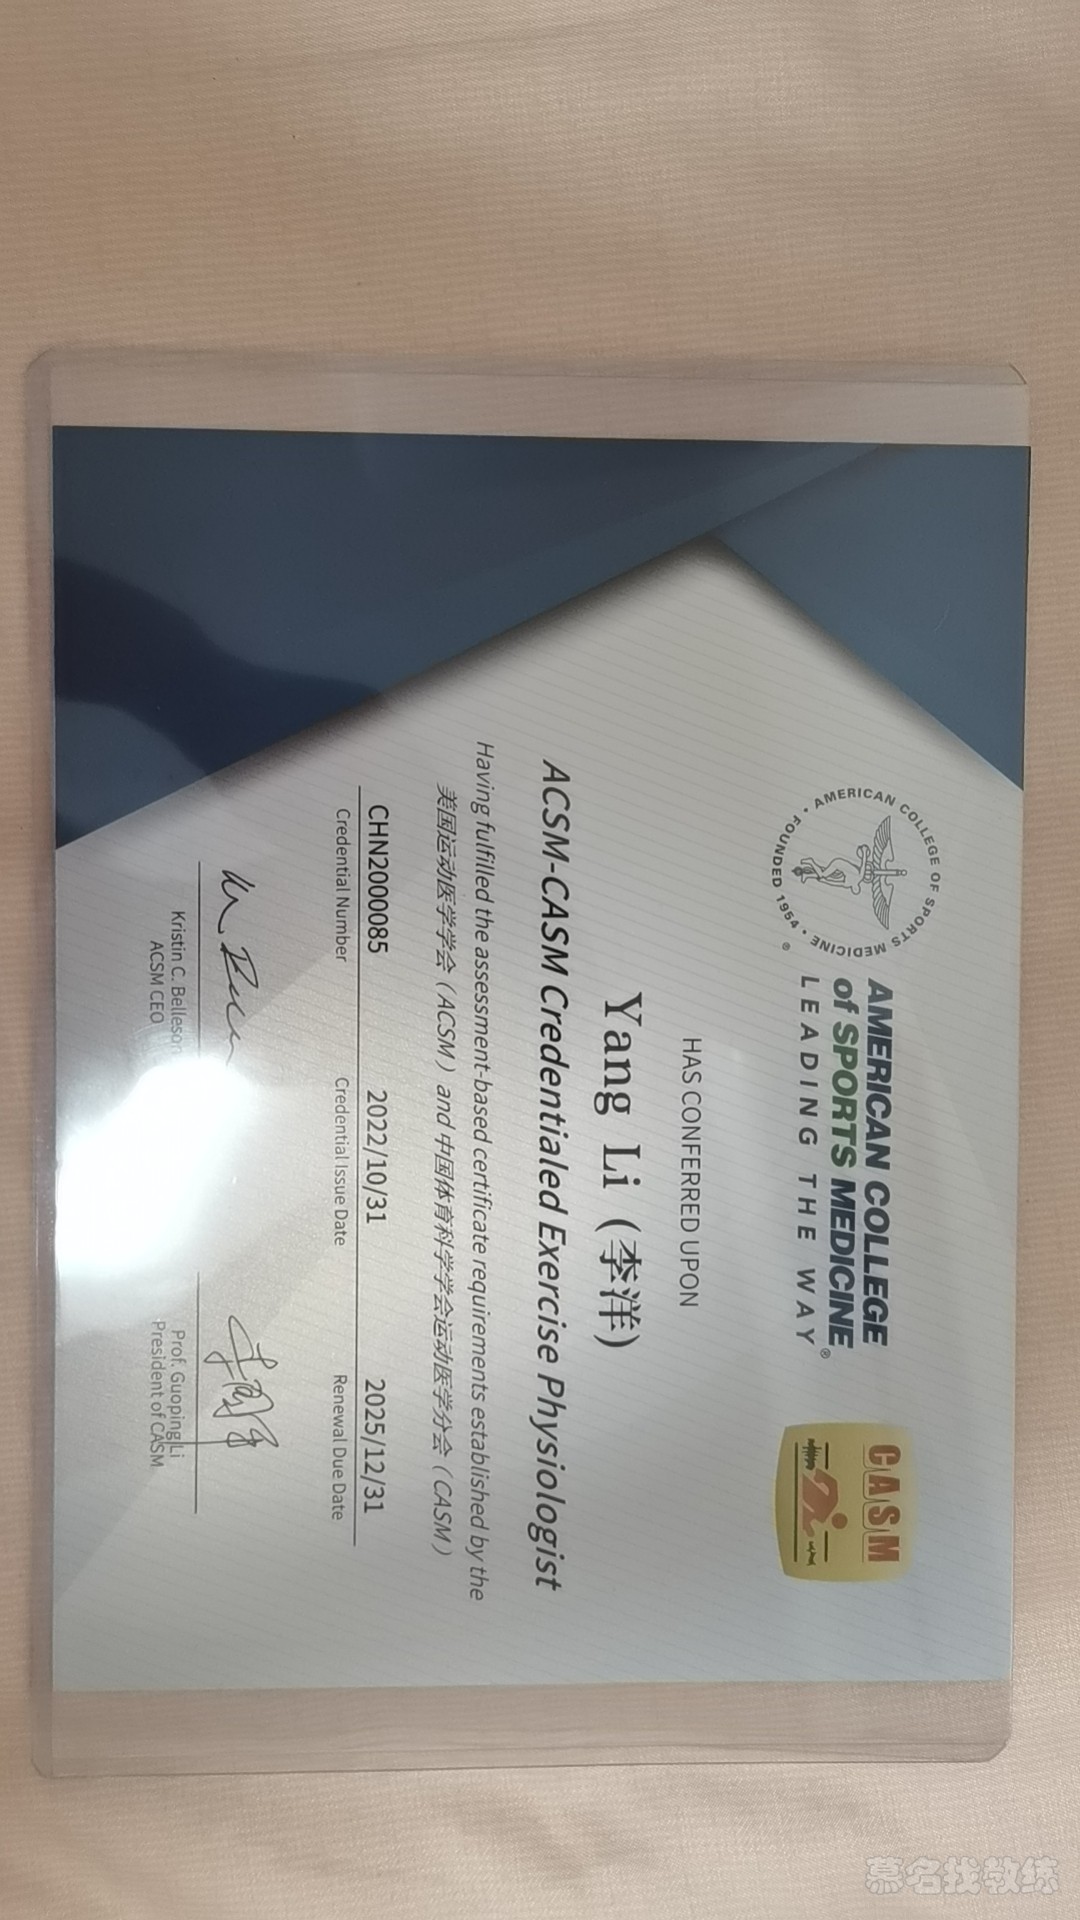 AMERICAN COLLEGE OF SPORTS MEDICINE • FOUNDED 1954 •
®
AMERICAN COLLEGE
of SPORTS MEDICINE
LEADING THE WAY®
CASM
HAS CONFERRED UPON
Yang Li (李洋)
ACSM-CASM Credentialed Exercise Physiologist
Having fulfilled the assessment-based certificate requirements established by the
美国运动医学学会（ACSM）and 中国体育科学学会运动医学分会（CASM）
CHN2000085 2022/10/31 2025/12/31
Credential Number Credential Issue Date Renewal Due Date
Kristin C. Belleson Prof. Guoping Li
ACSM CEO President of CASM
慕名找教练